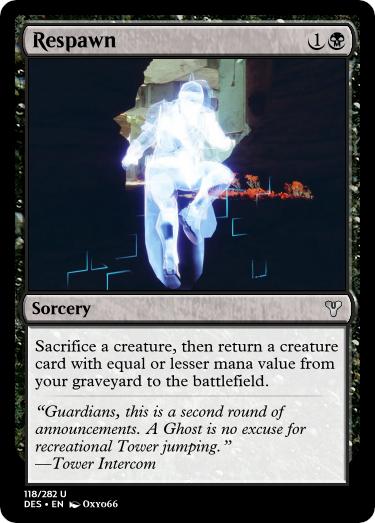 Respawn 1
Sorcery
Sacrifice a creature, then return a creature
card with equal or lesser mana value from
your graveyard to the battlefield.
“Guardians, this is a second round of
announcements. A Ghost is no excuse for
recreational Tower jumping.”
—Tower Intercom
118/282 U
DES • EN Oxyo66